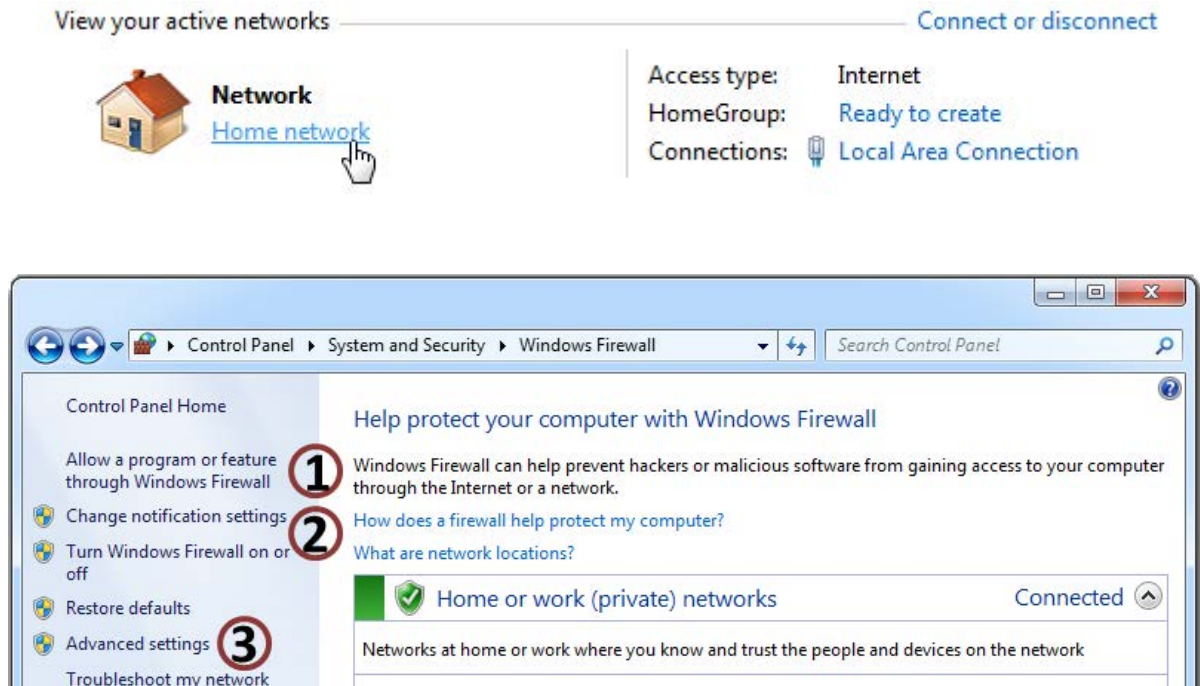 View your active networks
Connect or disconnect
Network
Home network
Access type: Internet
HomeGroup: Ready to create
Connections: Local Area Connection
Control Panel System and Security Windows Firewall
Search Control Panel
Control Panel Home
Allow a program or feature
through Windows Firewall
1
Change notification settings
2
Turn Windows Firewall on or
off
Restore defaults
Advanced settings
3
Troubleshoot my network
Help protect your computer with Windows Firewall
Windows Firewall can help prevent hackers or malicious software from gaining access to your computer
through the Internet or a network.
How does a firewall help protect my computer?
What are network locations?
Home or work (private) networks
Connected
Networks at home or work where you know and trust the people and devices on the network